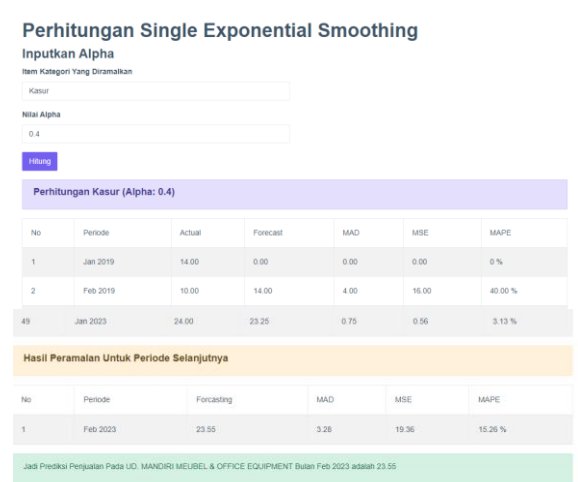 Perhitungan Single Exponential Smoothing
Inputkan Alpha
Item Kategori Yang Diramalkan
Kasur
Nilai Alpha
0.4
Hitung
Perhitungan Kasur (Alpha: 0.4)
No Periode Actual Forecast MAD MSE MAPE
1 Jan 2019 14.00 0.00 0.00 0.00 0 %
2 Feb 2019 10.00 14.00 4.00 16.00 40.00 %
49 Jan 2023 24.00 23.25 0.75 0.56 3.13 %
Hasil Peramalan Untuk Periode Selanjutnya
No Periode Forcasting MAD MSE MAPE
1 Feb 2023 23.55 3.28 19.36 15.26 %
Jadi Prediksi Penjualan Pada UD. MANDIRI MEUBEL & OFFICE EQUIPMENT Bulan Feb 2023 adalah 23.55